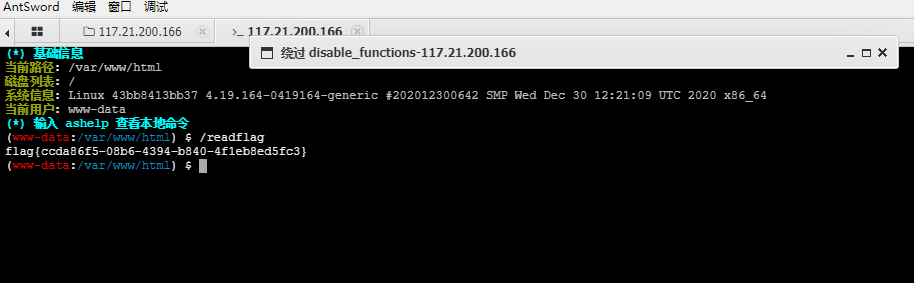 AntSword 编辑 窗口 调试
117.21.200.166 117.21.200.166
绕过 disable_functions-117.21.200.166
(*) 基础信息
当前路径: /var/www/html
磁盘列表: /
系统信息: Linux 43bb8413bb37 4.19.164-0419164-generic #202012300642 SMP Wed Dec 30 12:21:09 UTC 2020 x86_64
当前用户: www-data
(*) 输入 ashelp 查看本地命令
(www-data:/var/www/html) $ /readflag
flag{ccda86f5-08b6-4394-b840-4f1eb8ed5fc3}
(www-data:/var/www/html) $